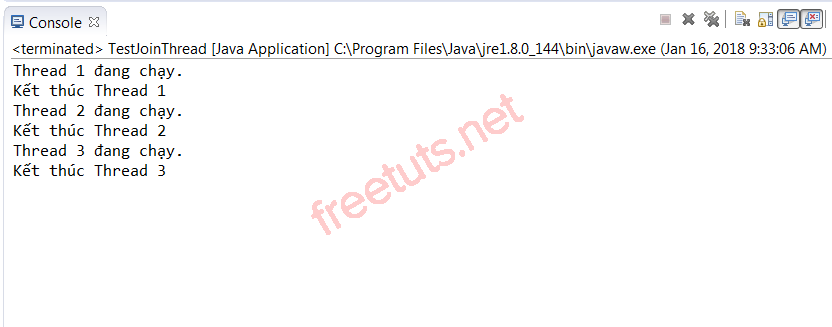 Console
<terminated> TestJoinThread [Java Application] C:\Program Files\Java\jre1.8.0_144\bin\javaw.exe (Jan 16, 2018 9:33:06 AM)
Thread 1 đang chạy.
Kết thúc Thread 1
Thread 2 đang chạy.
Kết thúc Thread 2
Thread 3 đang chạy.
Kết thúc Thread 3
freetuts.net